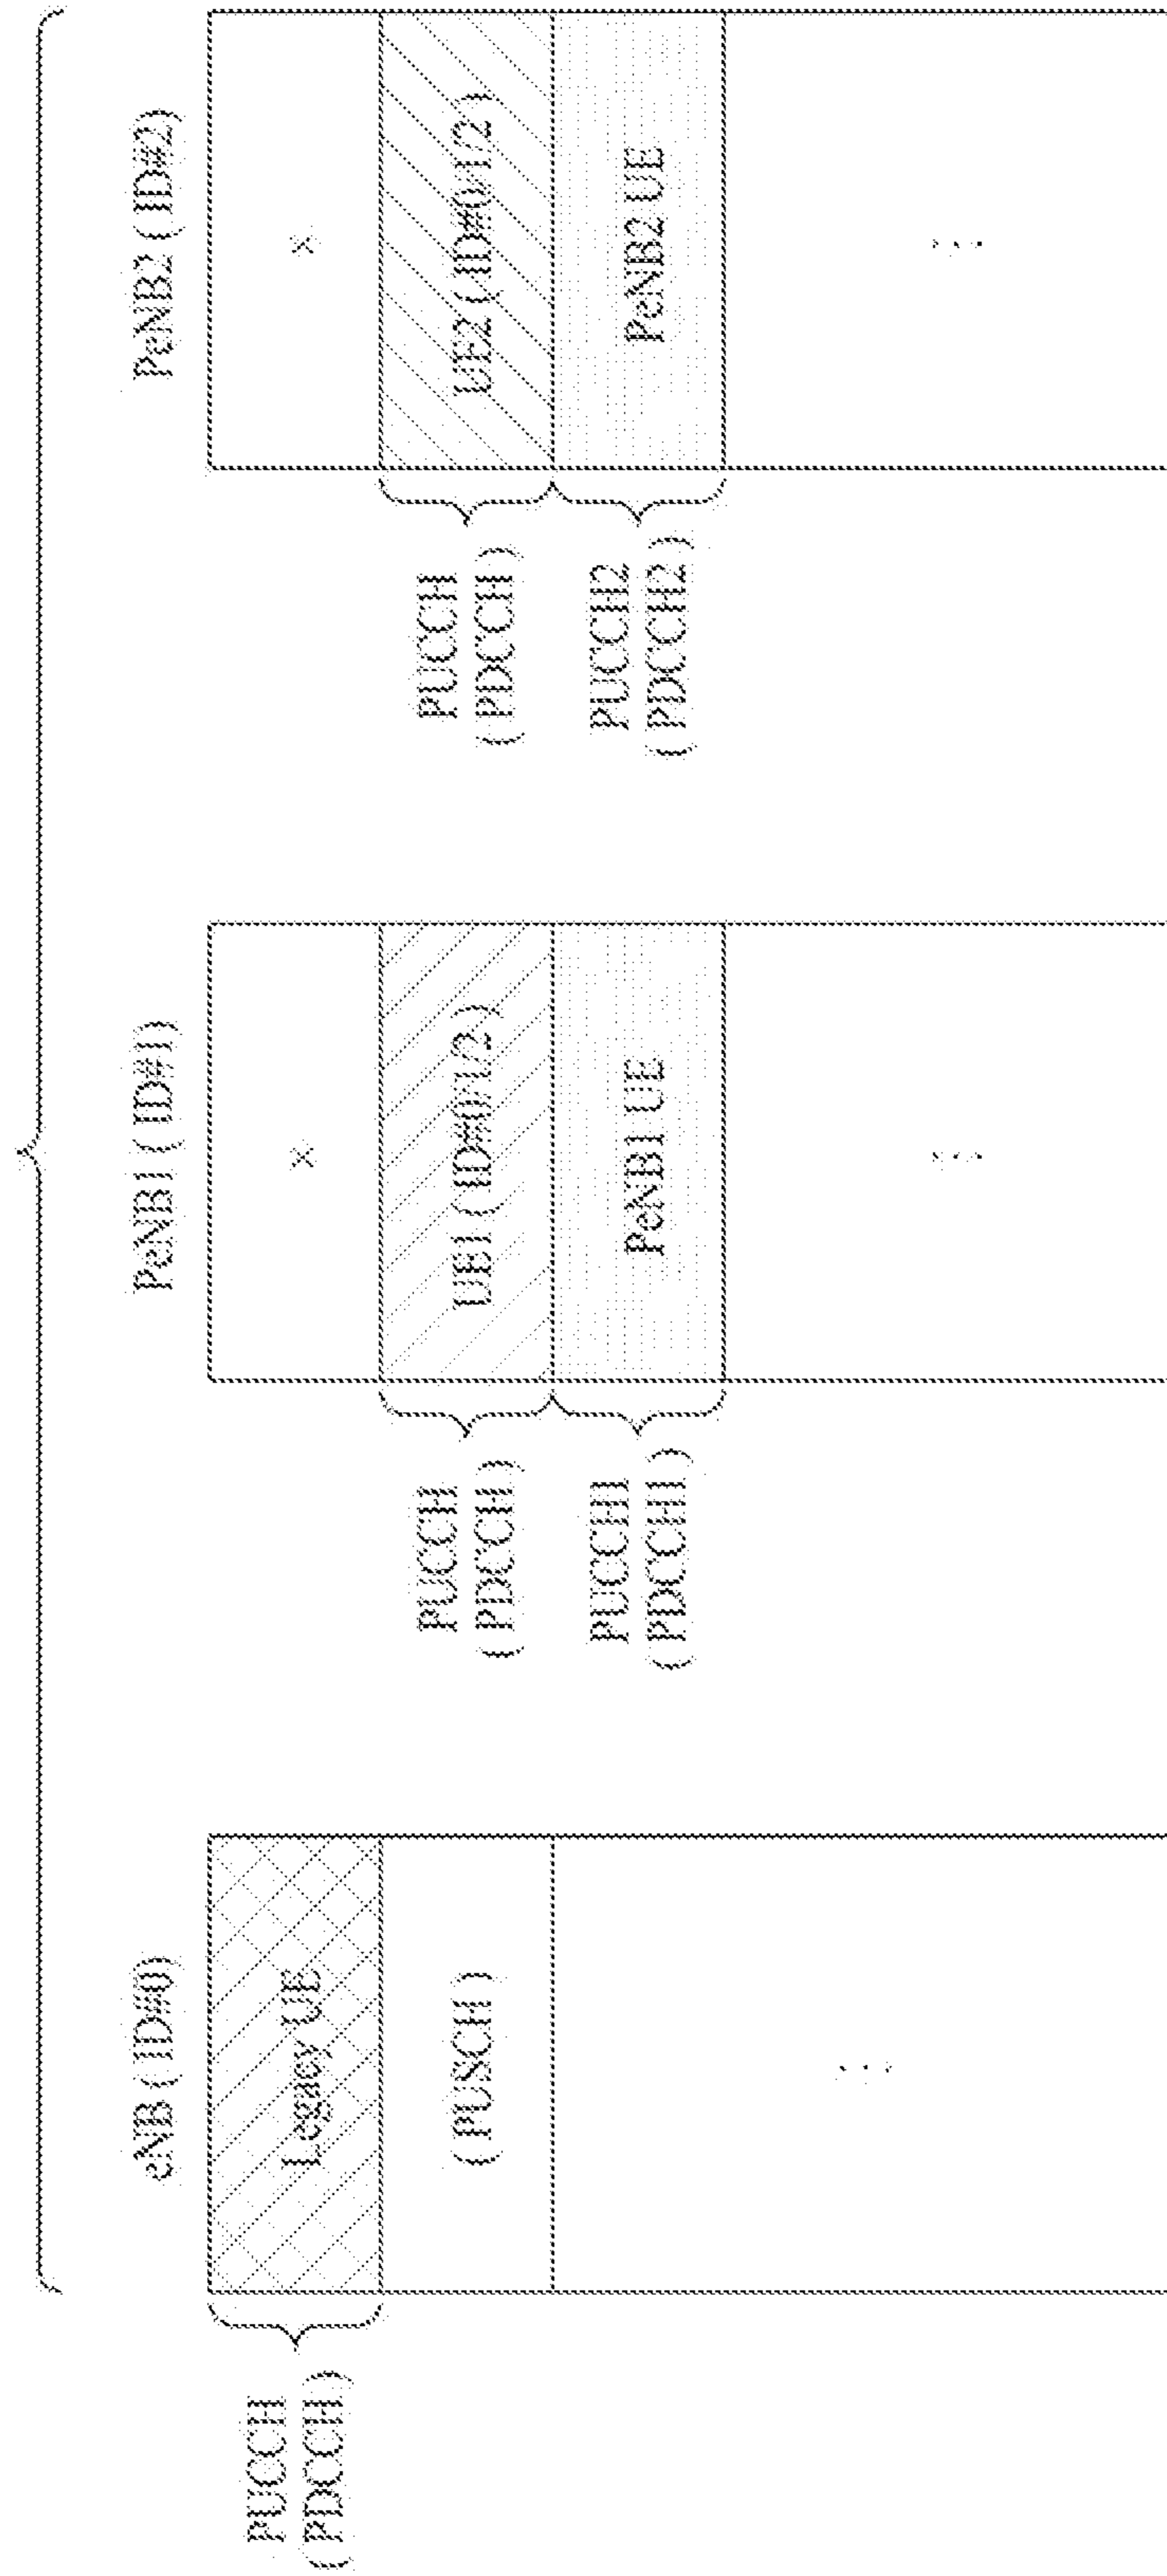 eNB ( ID#0)
PUCCH
( PDCCH )
Legacy UE
( PUSCH )
...
PeNB1 ( ID#1)
×
PUCCH
( PDCCH )
UE1 ( ID#0/1/2 )
PUCCH1
( PDCCH1 )
PeNB1 UE
...
PeNB2 ( ID#2)
×
PUCCH
( PDCCH )
UE2 ( ID#0/1/2 )
PUCCH2
( PDCCH2 )
PeNB2 UE
...